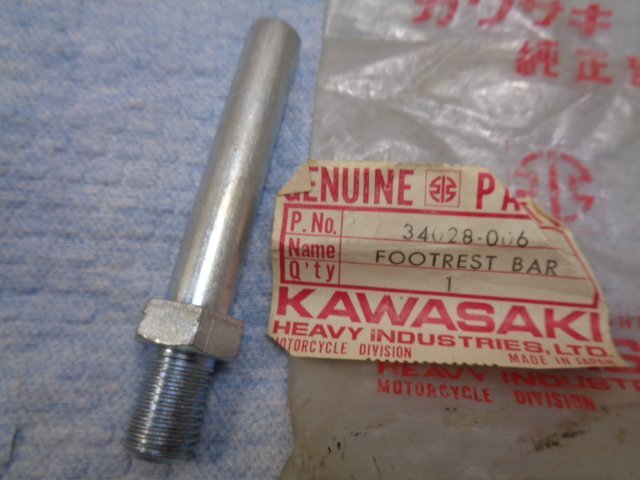 カワサキ
純正
GENUINE PA
P. No. 34028-006
Name FOOTREST BAR
Q'ty 1
KAWASAKI
HEAVY INDUSTRIES, LTD.
MOTORCYCLE DIVISION MADE IN JAPAN
HEAVY INDUSTR
MOTORCYCLE DIVISION